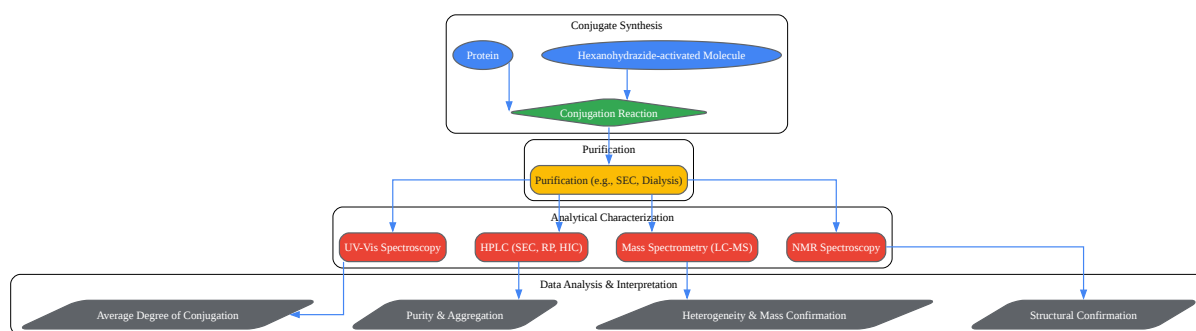 Conjugate Synthesis
Protein
Hexanohydrazide-activated Molecule
Conjugation Reaction
Purification
Purification (e.g., SEC, Dialysis)
Analytical Characterization
UV-Vis Spectroscopy
HPLC (SEC, RP, HIC)
Mass Spectrometry (LC-MS)
NMR Spectroscopy
Data Analysis & Interpretation
Average Degree of Conjugation
Purity & Aggregation
Heterogeneity & Mass Confirmation
Structural Confirmation